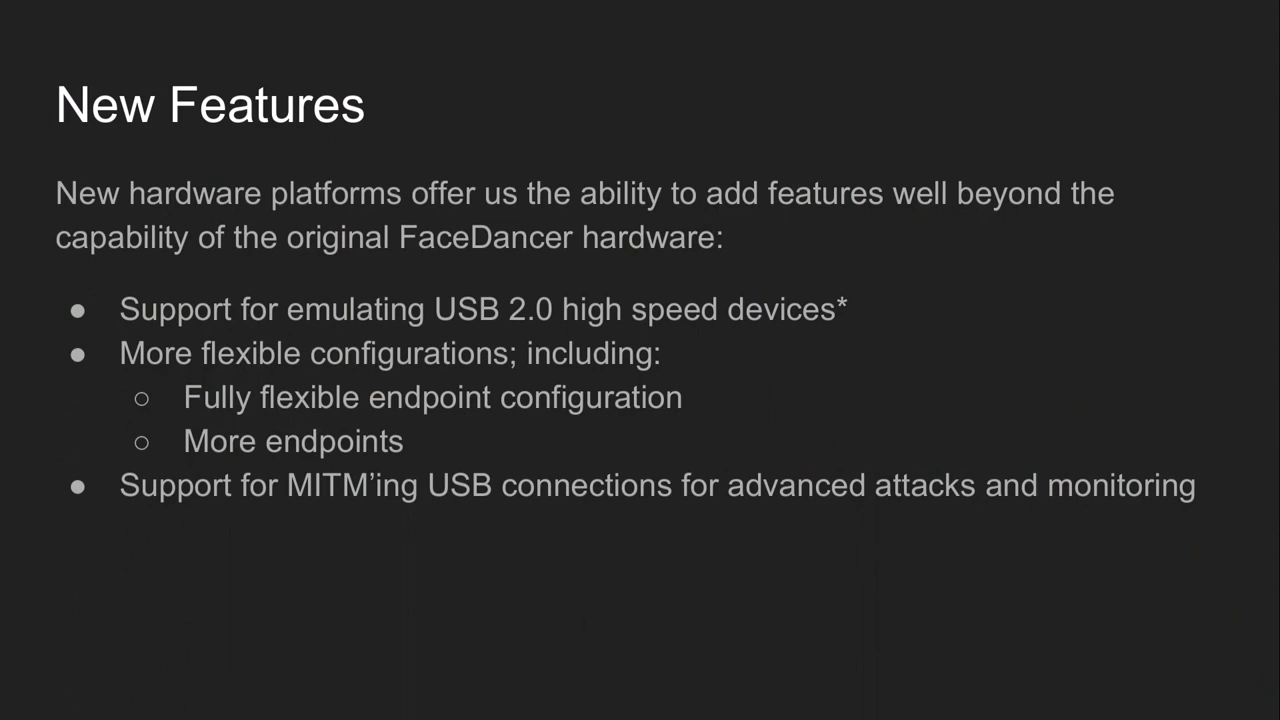 New Features
New hardware platforms offer us the ability to add features well beyond the
capability of the original FaceDancer hardware:
● Support for emulating USB 2.0 high speed devices*
● More flexible configurations; including:
○ Fully flexible endpoint configuration
○ More endpoints
● Support for MITM’ing USB connections for advanced attacks and monitoring